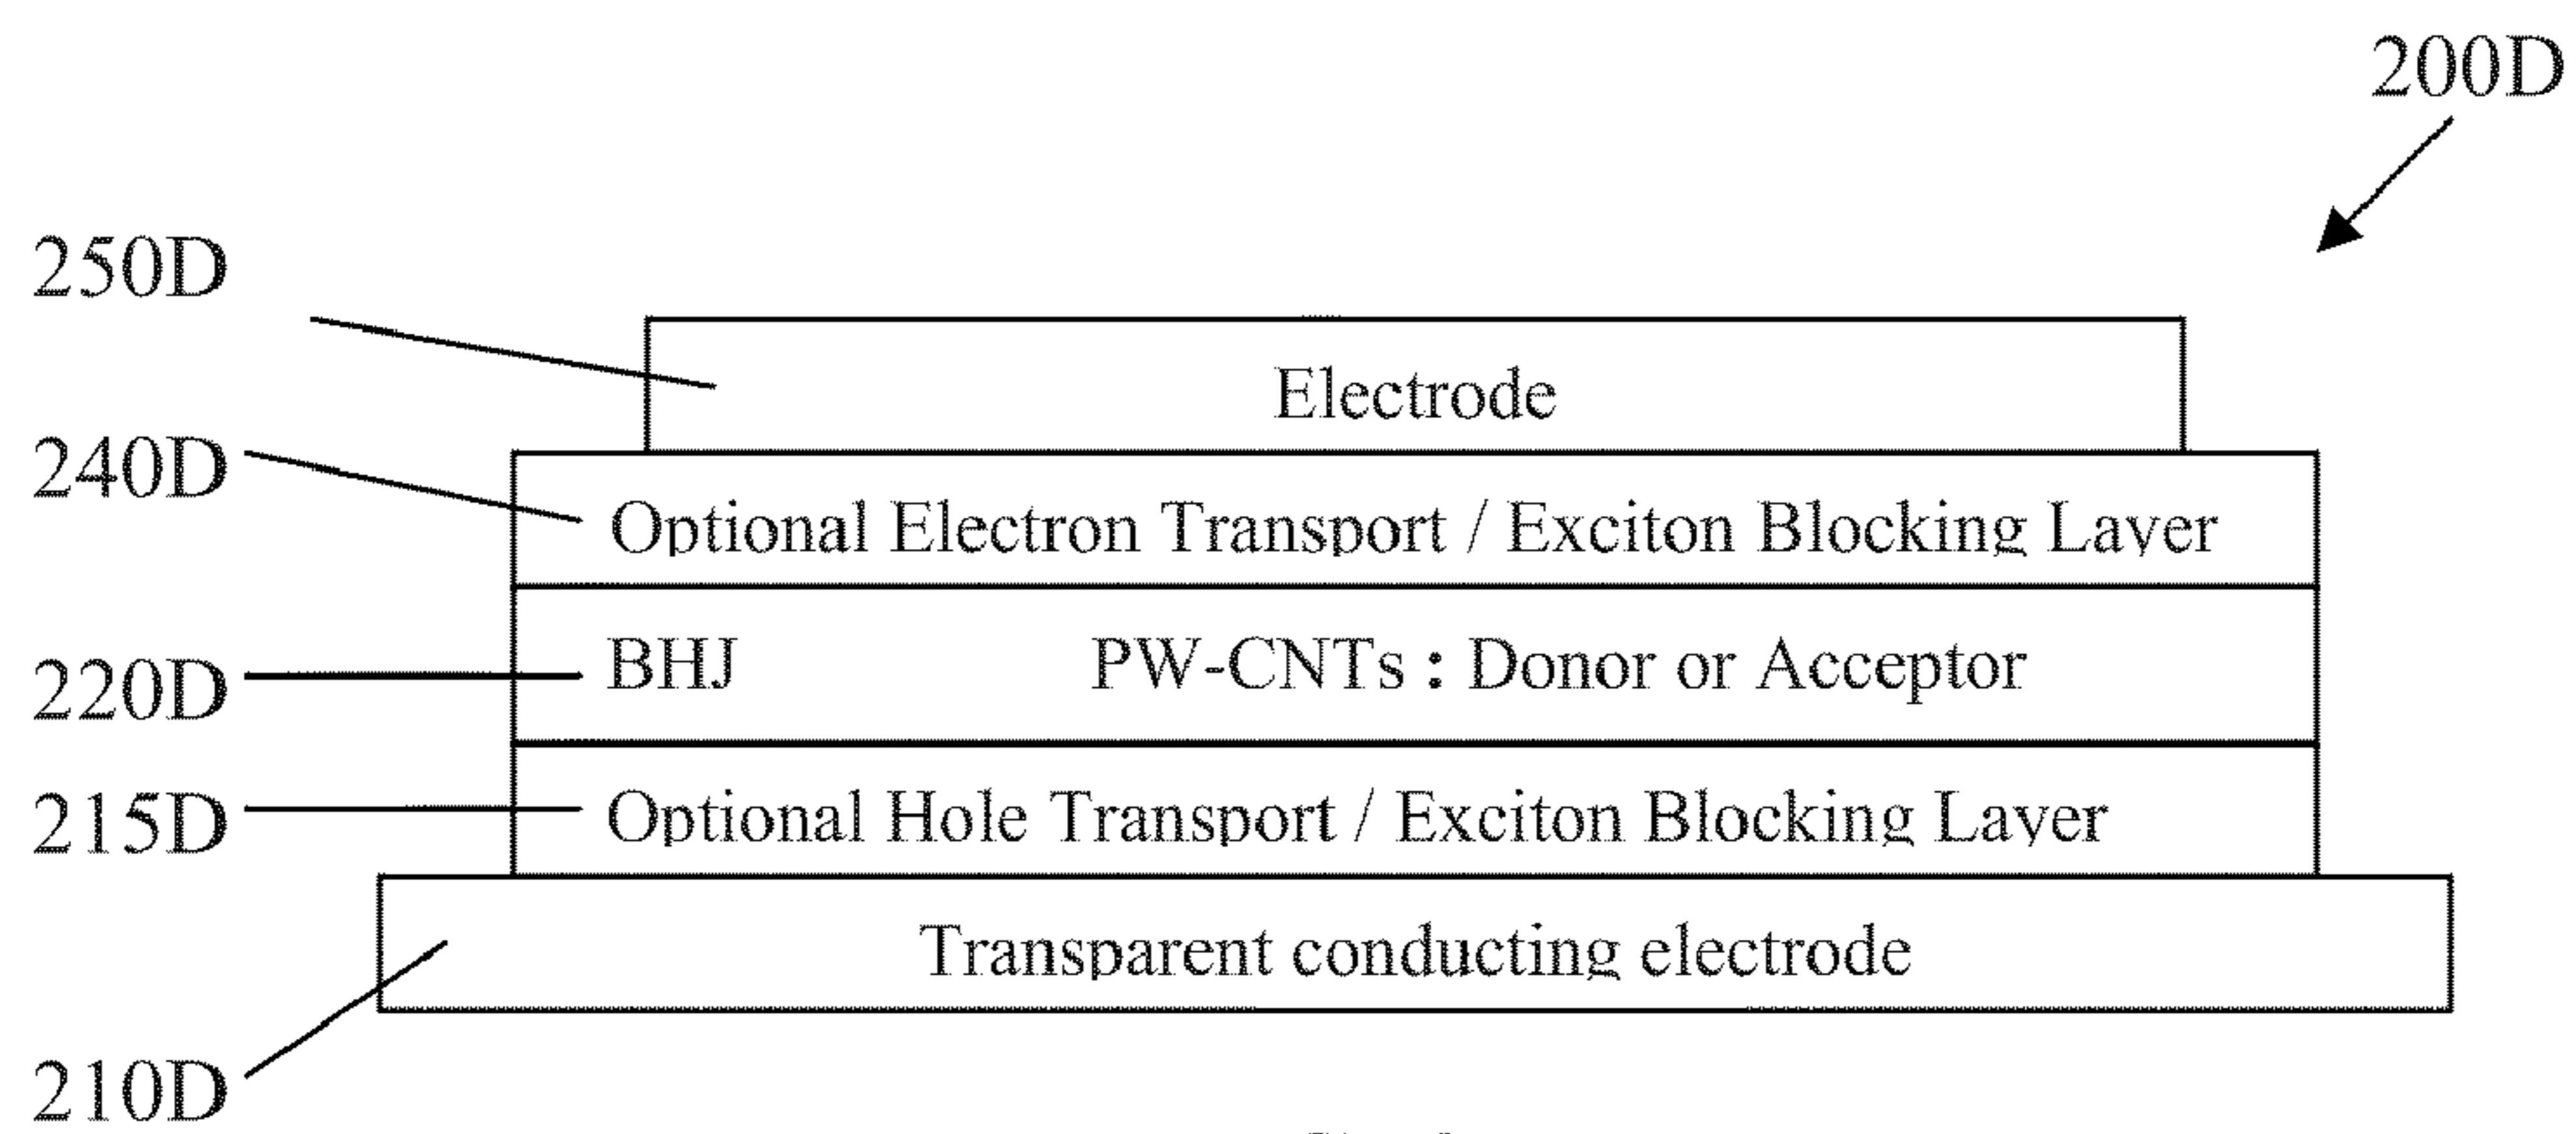 200D
250D
Electrode
240D
Optional Electron Transport / Exciton Blocking Layer
220D
BHJ PW-CNTs : Donor or Acceptor
215D
Optional Hole Transport / Exciton Blocking Layer
Transparent conducting electrode
210D